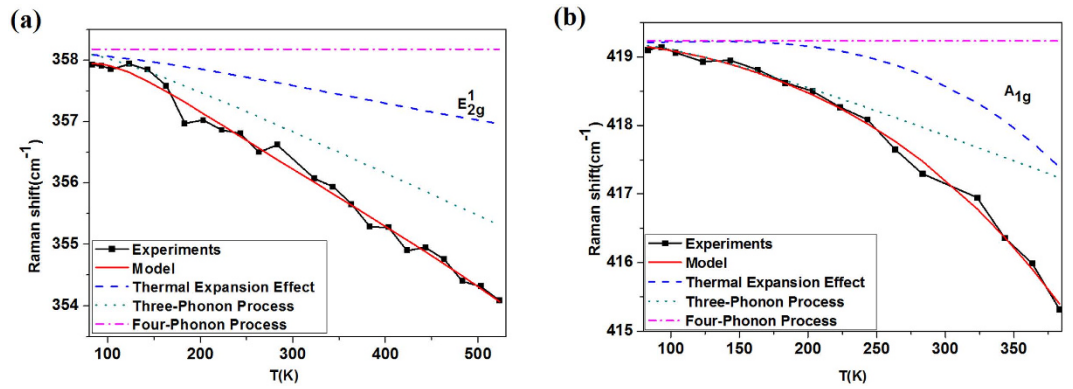 (a)
358
357
356
355
354
Raman shift(cm⁻¹)
E¹₂g
Experiments
Model
Thermal Expansion Effect
Three-Phonon Process
Four-Phonon Process
100 200 300 400 500
T(K)
(b)
419
418
417
416
415
Raman shift(cm⁻¹)
A₁g
Experiments
Model
Thermal Expansion Effect
Three-Phonon Process
Four-Phonon Process
100 150 200 250 300 350
T(K)